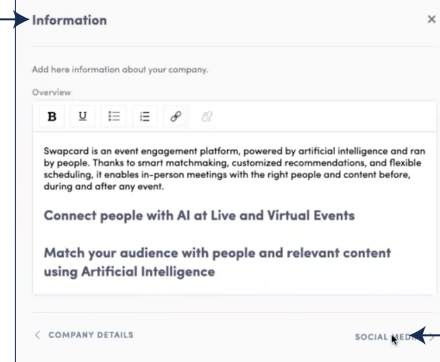 Information
Add here information about your company.
Overview
B U
Swapcard is an event engagement platform, powered by artificial intelligence and ran
by people. Thanks to smart matchmaking, customized recommendations, and flexible
scheduling, it enables in-person meetings with the right people and content before,
during and after any event.
Connect people with AI at Live and Virtual Events
Match your audience with people and relevant content
using Artificial Intelligence
COMPANY DETAILS
SOCIAL MEDIA